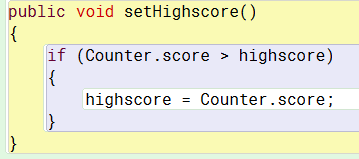 public void setHighscore()
{
if (Counter.score > highscore)
{
highscore = Counter.score;
}
}